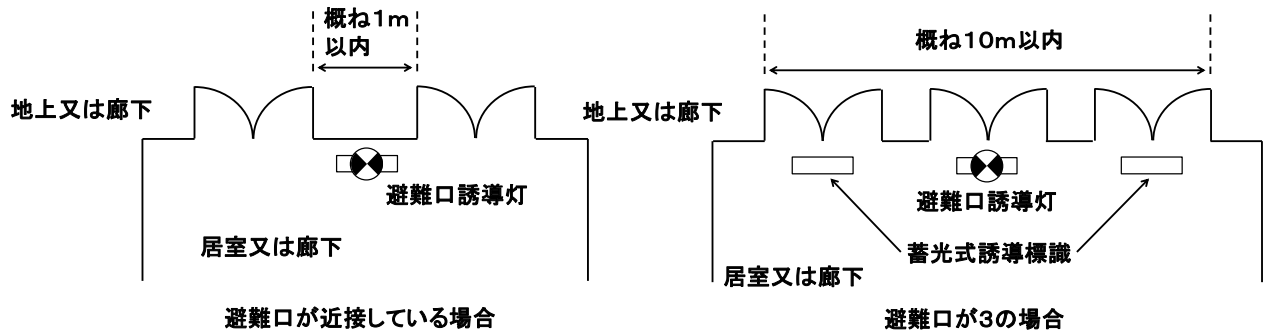 概ね1m
以内
地上又は廊下
避難口誘導灯
居室又は廊下
避難口が近接している場合
概ね10m以内
地上又は廊下
避難口誘導灯
蓄光式誘導標識
居室又は廊下
避難口が3の場合